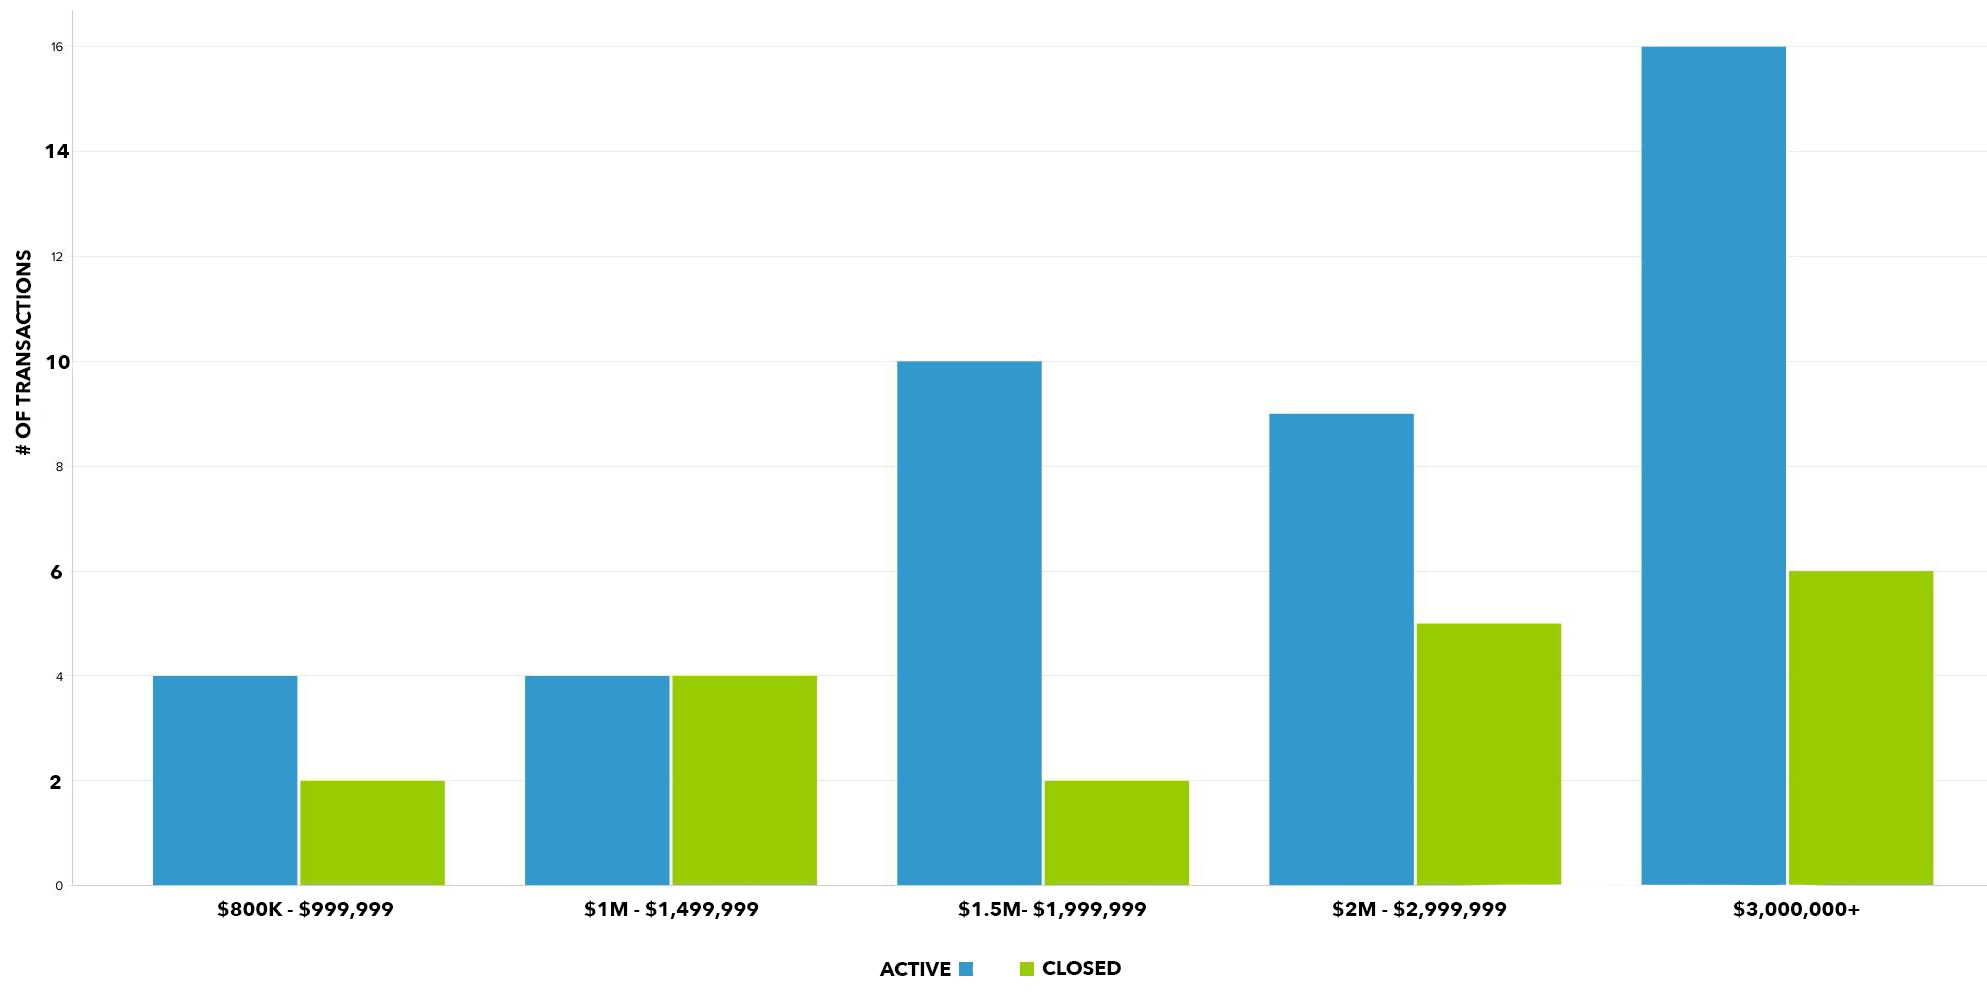 # OF TRANSACTIONS
16
14
12
10
8
6
4
2
0
$800K - $999,999
$1M - $1,499,999
$1.5M- $1,999,999
$2M - $2,999,999
$3,000,000+
ACTIVE
CLOSED